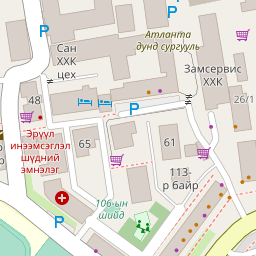 Атланта
дунд сургууль
Сан
ХХК
цех
Замсервис
ХХК
26/1
48
P
Эрүүл
инээмсэглэл
шүдний
эмнэлэг
65
61
113-
р байр
106-ын
шийд
P
P